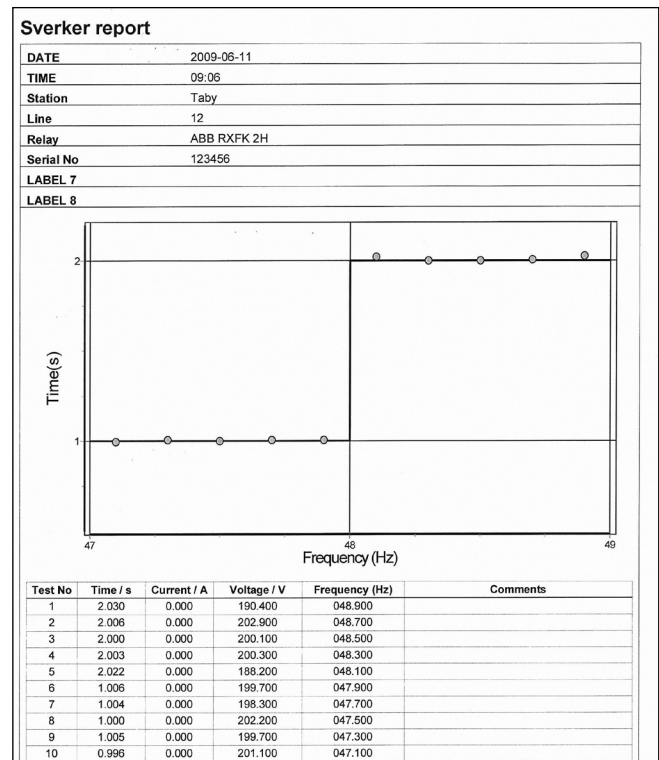 Sverker report
DATE 2009-06-11
TIME 09:06
Station Taby
Line 12
Relay ABB RXFK 2H
Serial No 123456
LABEL 7
LABEL 8
2
Time(s)
1
47 48 49
Frequency (Hz)
Test No Time / s Current / A Voltage / V Frequency (Hz) Comments
1 2.030 0.000 190.400 048.900
2 2.006 0.000 202.900 048.700
3 2.000 0.000 200.100 048.500
4 2.003 0.000 200.300 048.300
5 2.022 0.000 188.200 048.100
6 1.006 0.000 199.700 047.900
7 1.004 0.000 198.300 047.700
8 1.000 0.000 202.200 047.500
9 1.005 0.000 199.700 047.300
10 0.996 0.000 201.100 047.100